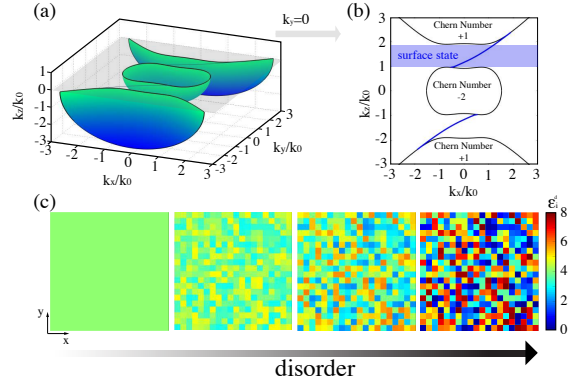 (a)
k_y=0
(b)
k_z/k_0
1
0
-1
-2
-3
-3
-2
-1
0
1
2
3
k_x/k_0
-3
-2
-1
0
1
2
3
k_y/k_0
3
2
1
0
1
2
3
k_z/k_0
-3
-2
-1
0
1
2
3
k_x/k_0
Chern Number
+1
surface state
Chern Number
-2
Chern Number
+1
(c)
y
x
8
6
4
2
0
disorder